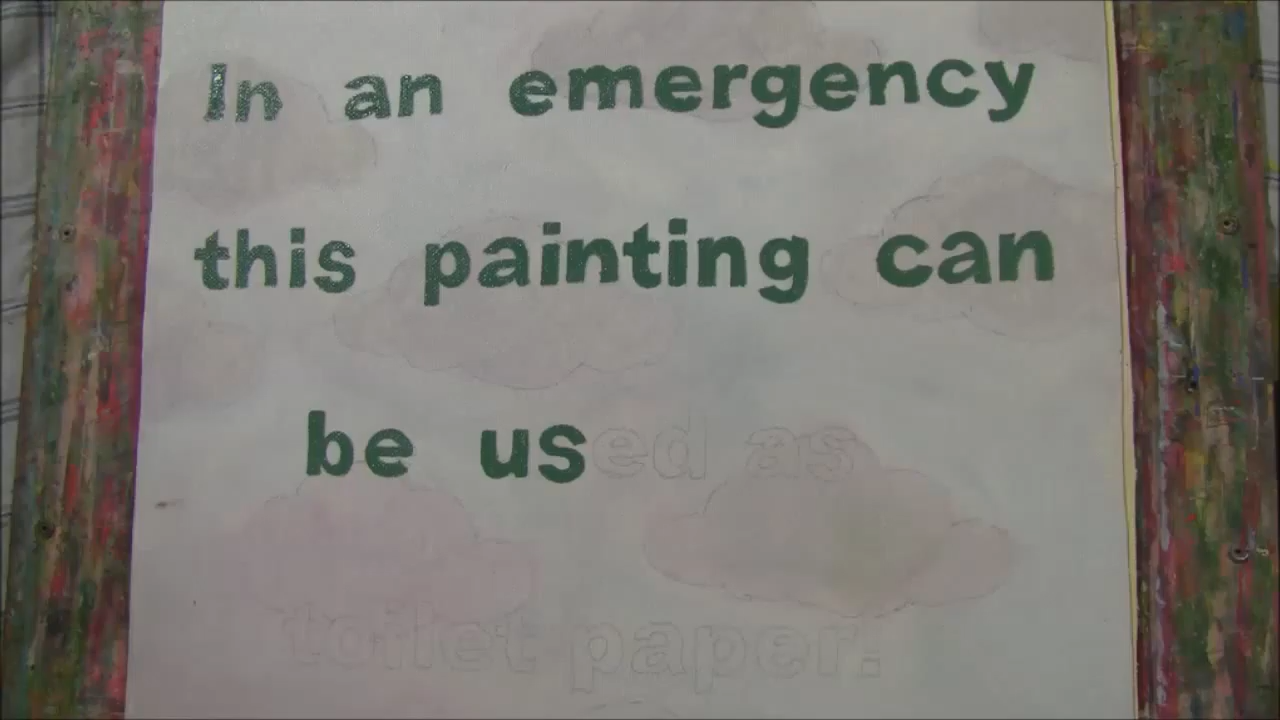 In an emergency
this painting can
be used as
toilet paper.